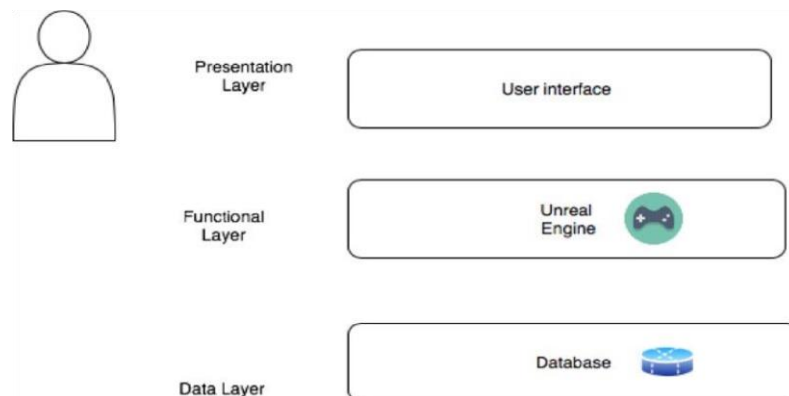 Presentation
Layer
User interface
Functional
Layer
Unreal
Engine
Database
Data Layer